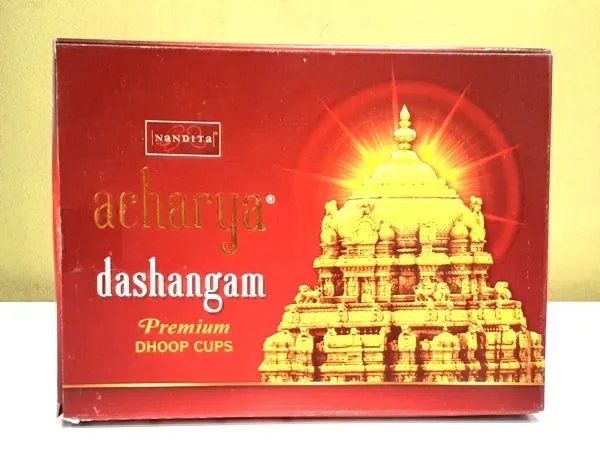 NaNDITa®
acharya®
dashangam
Premium
DHOOP CUPS